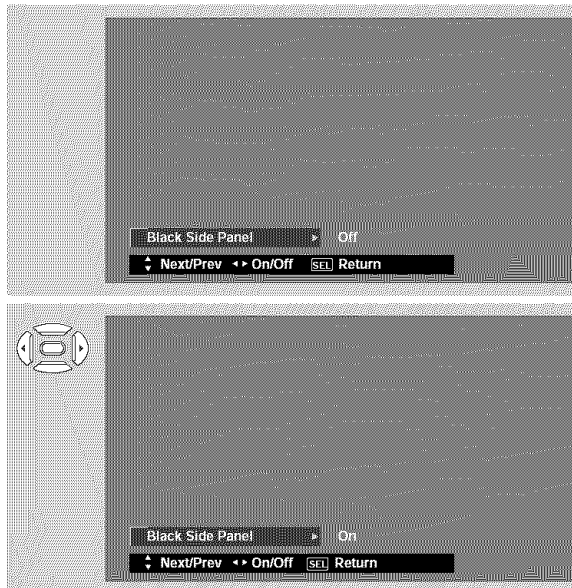 Black Side Panel Off
Next/Prev On/Off SEL Return
Black Side Panel On
Next/Prev On/Off SEL Return